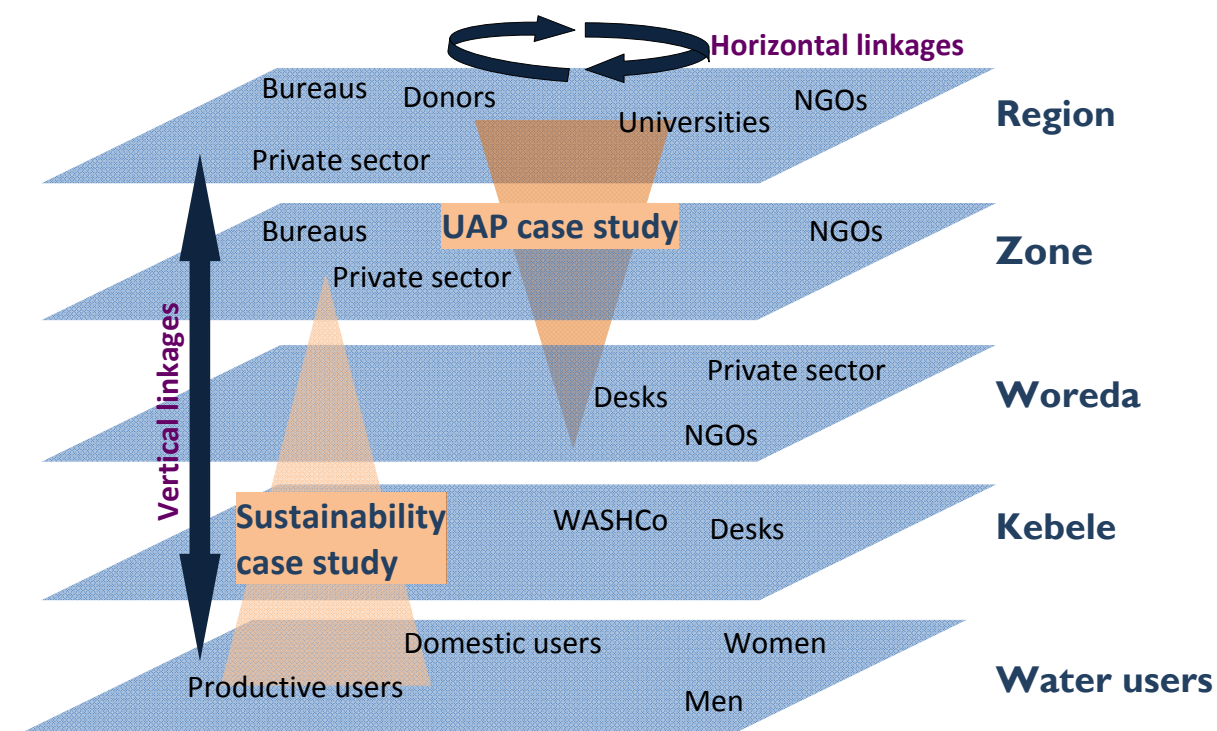 Horizontal linkages
Bureaus
Donors
NGOs
Universities
Region
Private sector
UAP case study
Bureaus
NGOs
Zone
Private sector
Vertical linkages
Private sector
Desks
Woreda
NGOs
Sustainability
case study
WASHCo
Desks
Kebele
Domestic users
Women
Productive users
Men
Water users